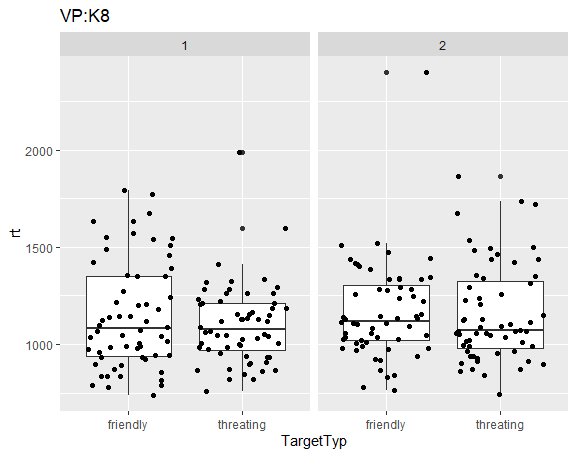 VP:K8
1 2
2000
1500
1000
rt
friendly threating friendly threating
TargetTyp